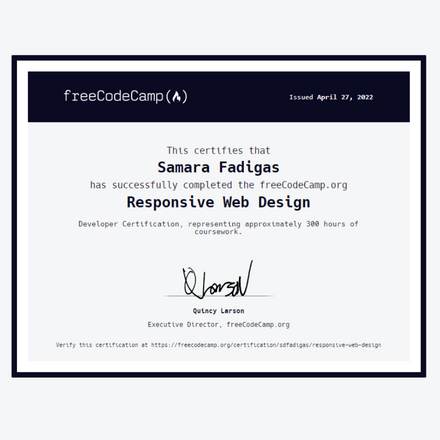 freeCodeCamp(🔥)
Issued April 27, 2022
This certifies that
Samara Fadigas
has successfully completed the freeCodeCamp.org
Responsive Web Design
Developer Certification, representing approximately 300 hours of
coursework.
QLarson
Quincy Larson
Executive Director, freeCodeCamp.org
Verify this certification at https://freecodecamp.org/certification/sdfadigas/responsive-web-design